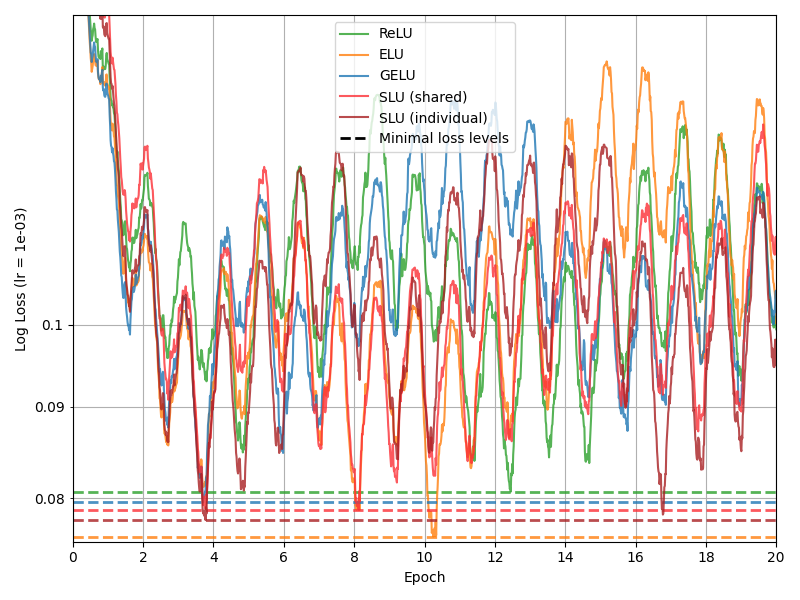 ReLU
ELU
GELU
SLU (shared)
SLU (individual)
Minimal loss levels
Log Loss (lr = 1e-03)
0.1
0.09
0.08
0 2 4 6 8 10 12 14 16 18 20
Epoch